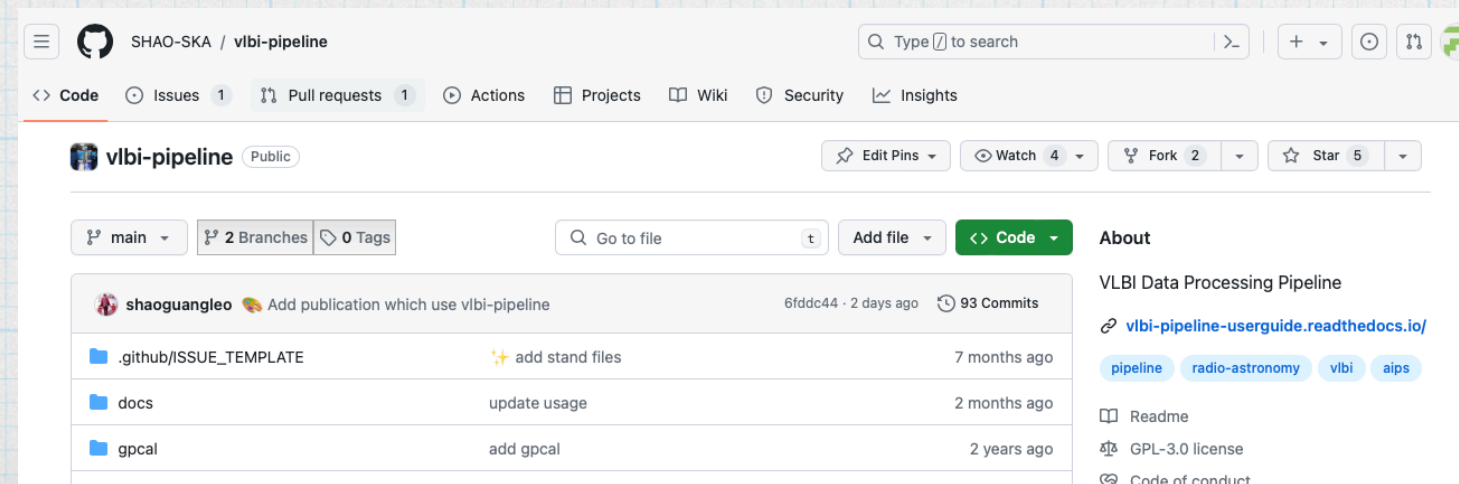 SHAO-SKA / vlbi-pipeline
Type / to search
Code Issues 1 Pull requests 1 Actions Projects Wiki Security Insights
vlbi-pipeline Public
Edit Pins Watch 4 Fork 2 Star 5
main 2 Branches 0 Tags Go to file t Add file Code
About
VLBI Data Processing Pipeline
shaoguangleo 🎨 Add publication which use vlbi-pipeline 6fddc44 · 2 days ago 93 Commits
vlbi-pipeline-userguide.readthedocs.io/
.github/ISSUE_TEMPLATE ✨ add stand files 7 months ago
pipeline radio-astronomy vlbi aips
docs update usage 2 months ago
Readme
gpcal add gpcal 2 years ago
GPL-3.0 license
Code of conduct